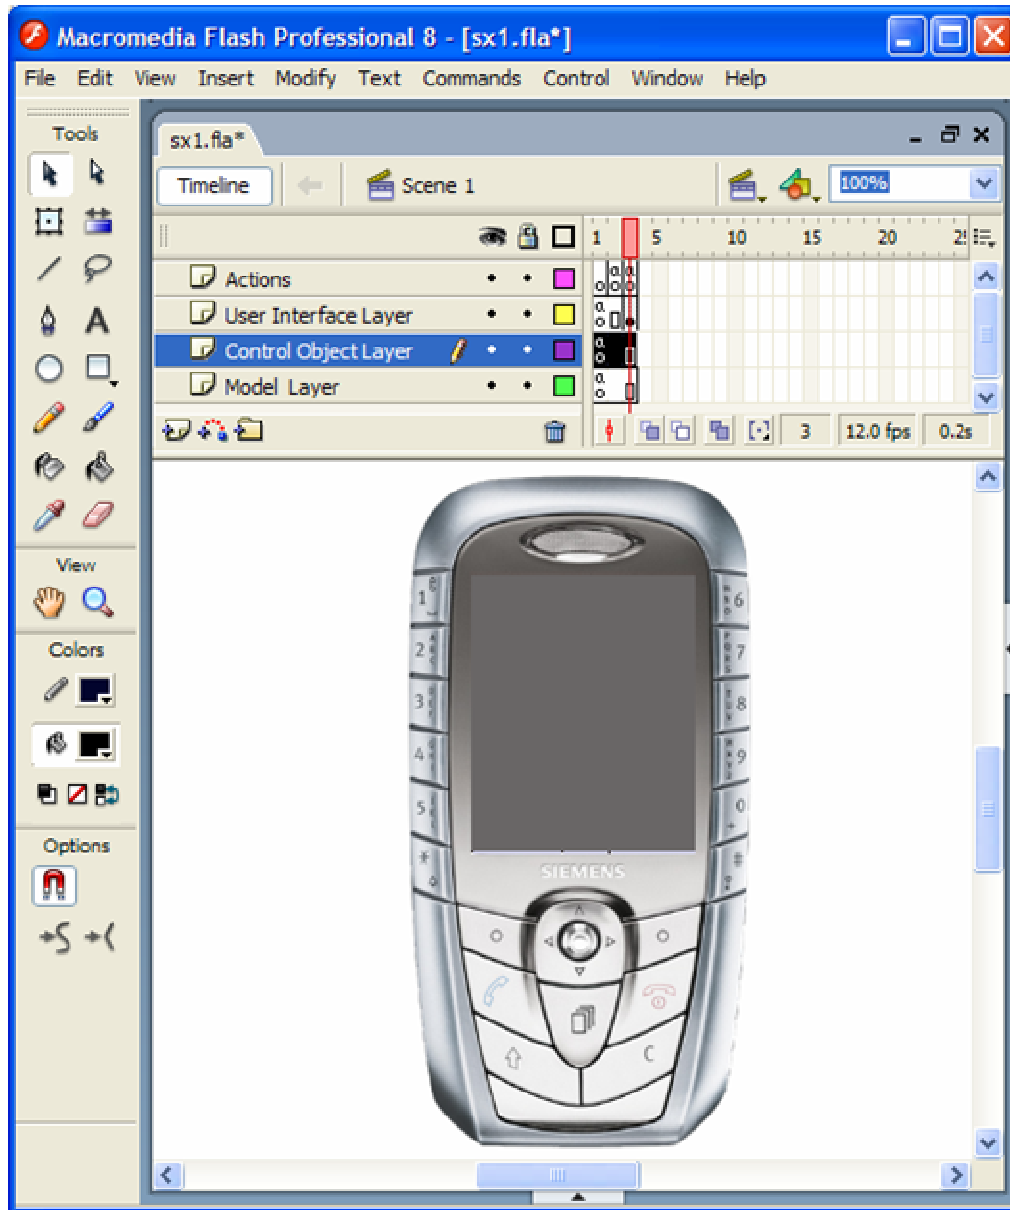 Macromedia Flash Professional 8 - [sx1.fla*]
File Edit View Insert Modify Text Commands Control Window Help
Tools
sx1.fla*
Timeline
Scene 1
100%
1 5 10 15 20
Actions
User Interface Layer
Control Object Layer
Model Layer
3 12.0 fps 0.2s
View
Colors
Options
A
1 6
2 7
3 8
4 9
5 0
* #
SIEMENS
C